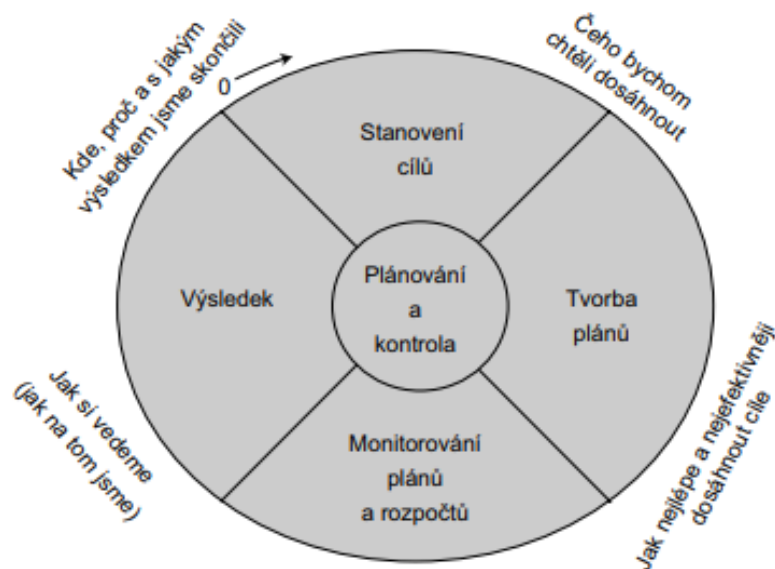 Kde, proč a s jakým
výsledkem jsme skončili
0
Čeho bychom
chtěli dosáhnout
Stanovení
cílů
Výsledek
Plánování
a
kontrola
Tvorba
plánů
Jak si vedeme
(jak na tom jsme)
Monitorování
plánů
a rozpočtů
Jak nejlépe a nejefektivněji
dosáhnout cíle